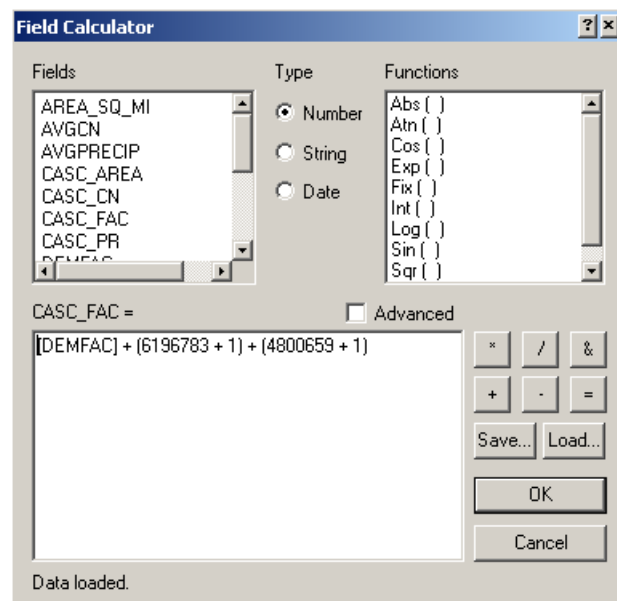 Field Calculator
Fields
Type
Functions
AREA_SQ_MI
AVGCN
AVGPRECIP
CASC_AREA
CASC_CN
CASC_FAC
CASC_PR
DEMFAC
Number
String
Date
Abs ( )
Atn ( )
Cos ( )
Exp ( )
Fix ( )
Int ( )
Log ( )
Sin ( )
Sqr ( )
CASC_FAC =
Advanced
[DEMFAC] + (6196783 + 1) + (4800659 + 1)
* / &
+ - =
Save... Load...
OK
Cancel
Data loaded.